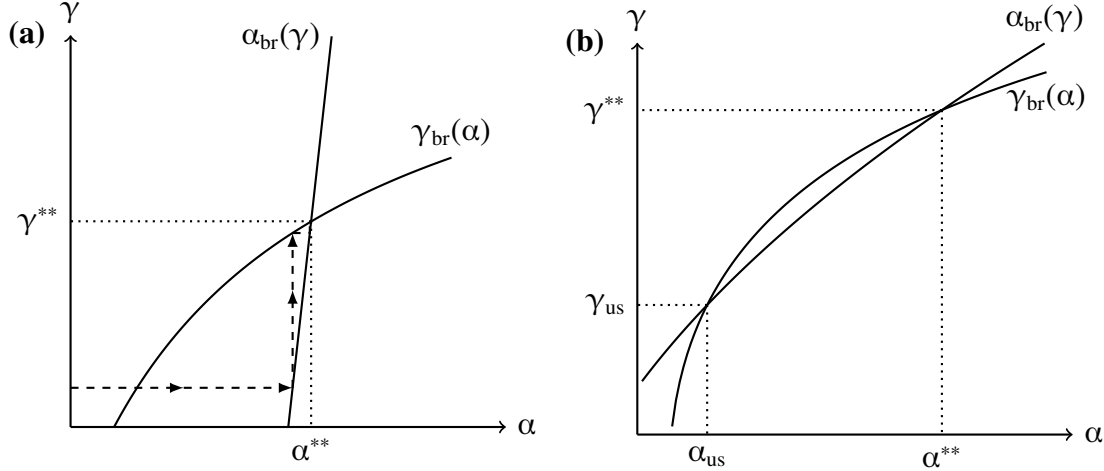 (a)
γ
α_br(γ)
γ_br(α)
γ**
α**
α
(b)
γ
α_br(γ)
γ_br(α)
γ**
γ_us
α_us
α**
α